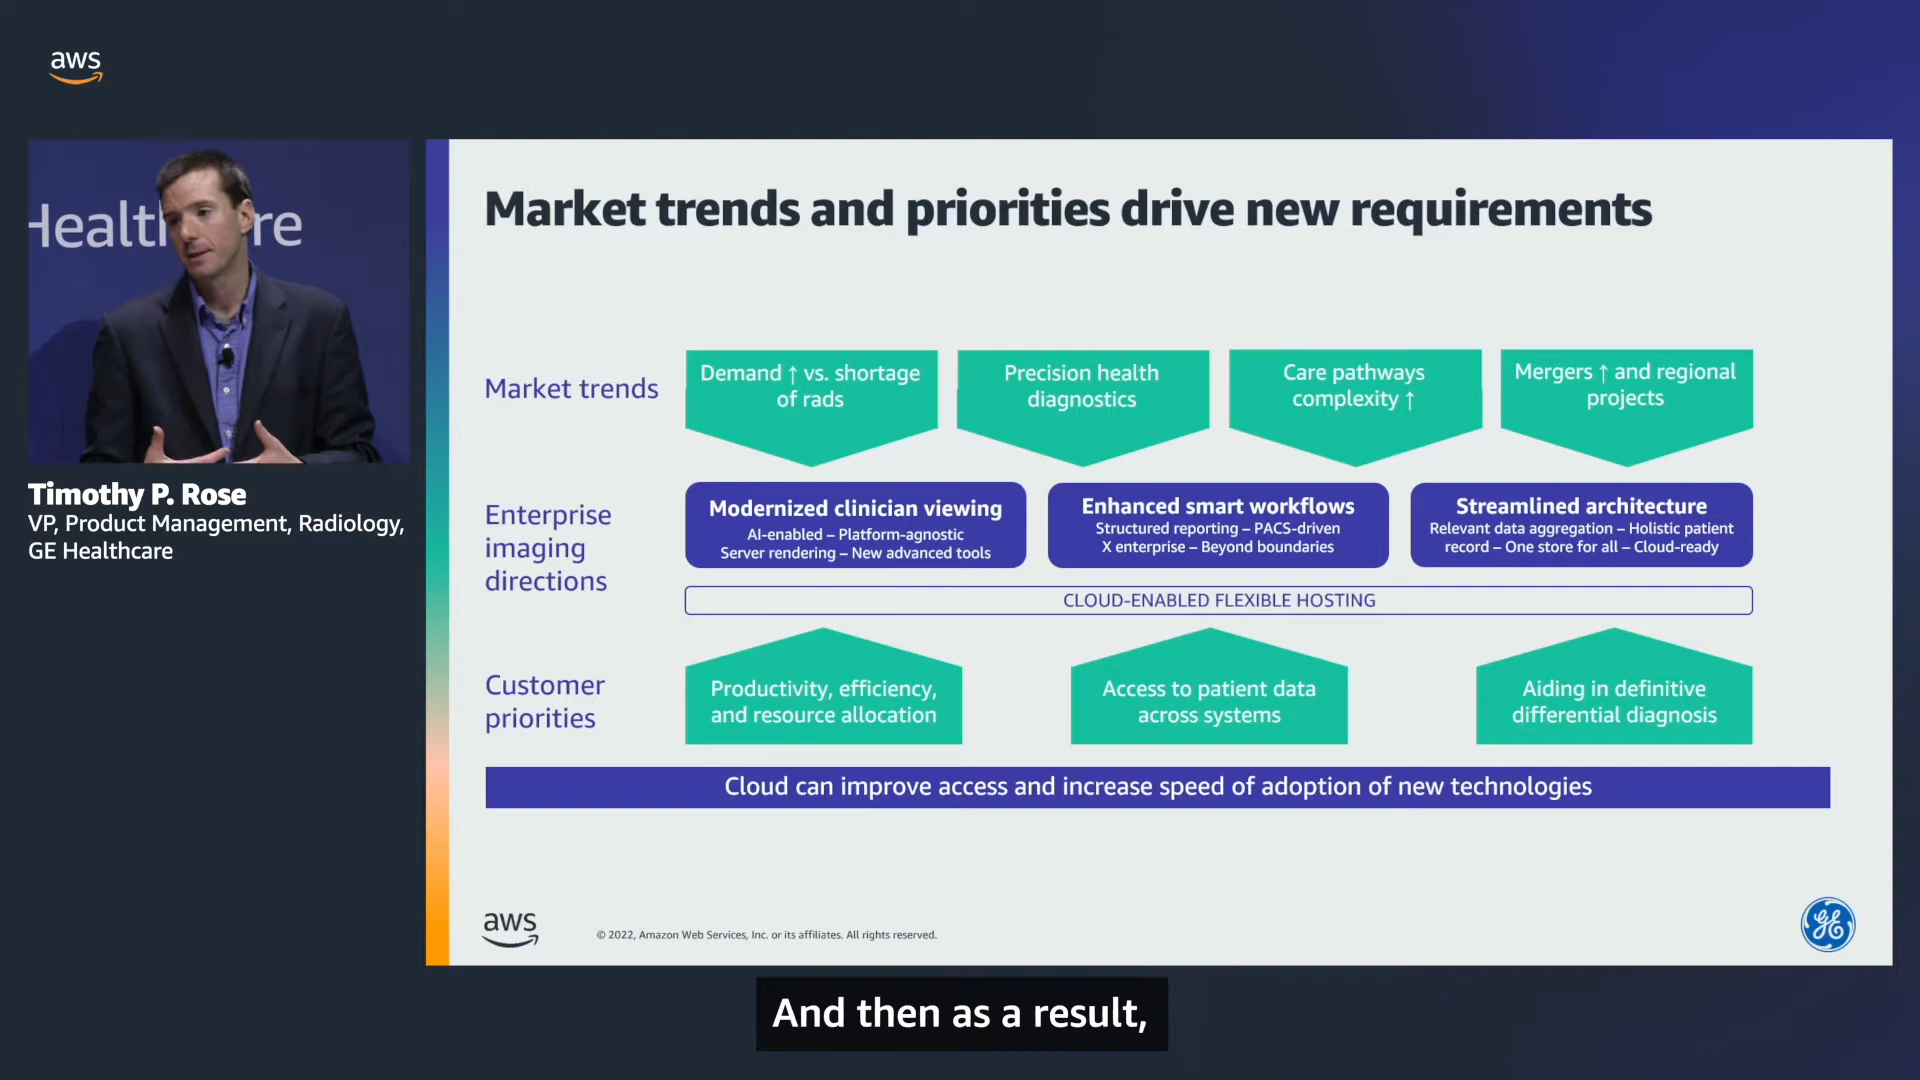 aws
Healthcare
Timothy P. Rose
VP, Product Management, Radiology,
GE Healthcare
Market trends and priorities drive new requirements
Market trends
Demand ↑ vs. shortage
of rads
Precision health
diagnostics
Care pathways
complexity ↑
Mergers ↑ and regional
projects
Enterprise
imaging
directions
Modernized clinician viewing
AI-enabled – Platform-agnostic
Server rendering – New advanced tools
Enhanced smart workflows
Structured reporting – PACS-driven
X enterprise – Beyond boundaries
Streamlined architecture
Relevant data aggregation – Holistic patient
record – One store for all – Cloud-ready
CLOUD-ENABLED FLEXIBLE HOSTING
Customer
priorities
Productivity, efficiency,
and resource allocation
Access to patient data
across systems
Aiding in definitive
differential diagnosis
Cloud can improve access and increase speed of adoption of new technologies
aws
© 2022, Amazon Web Services, Inc. or its affiliates. All rights reserved.
GE
And then as a result,